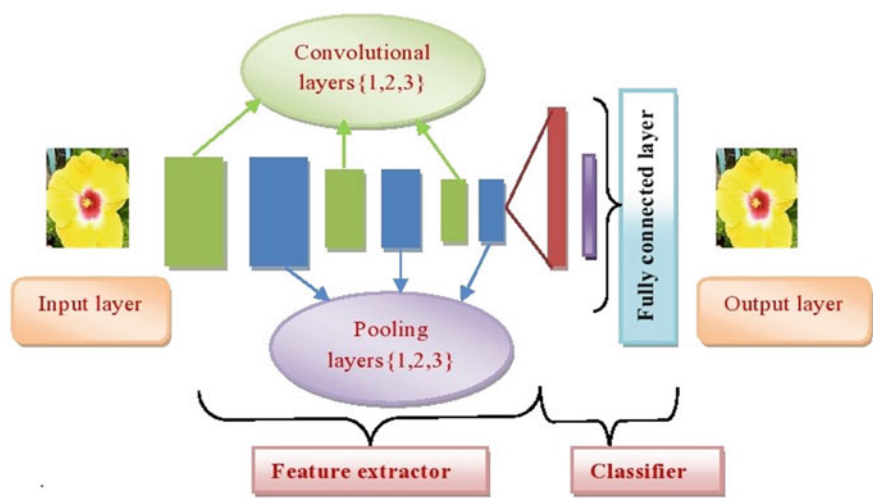 Convolutional
layers{1,2,3}
Input layer
Pooling
layers{1,2,3}
Fully connected layer
Output layer
Feature extractor
Classifier